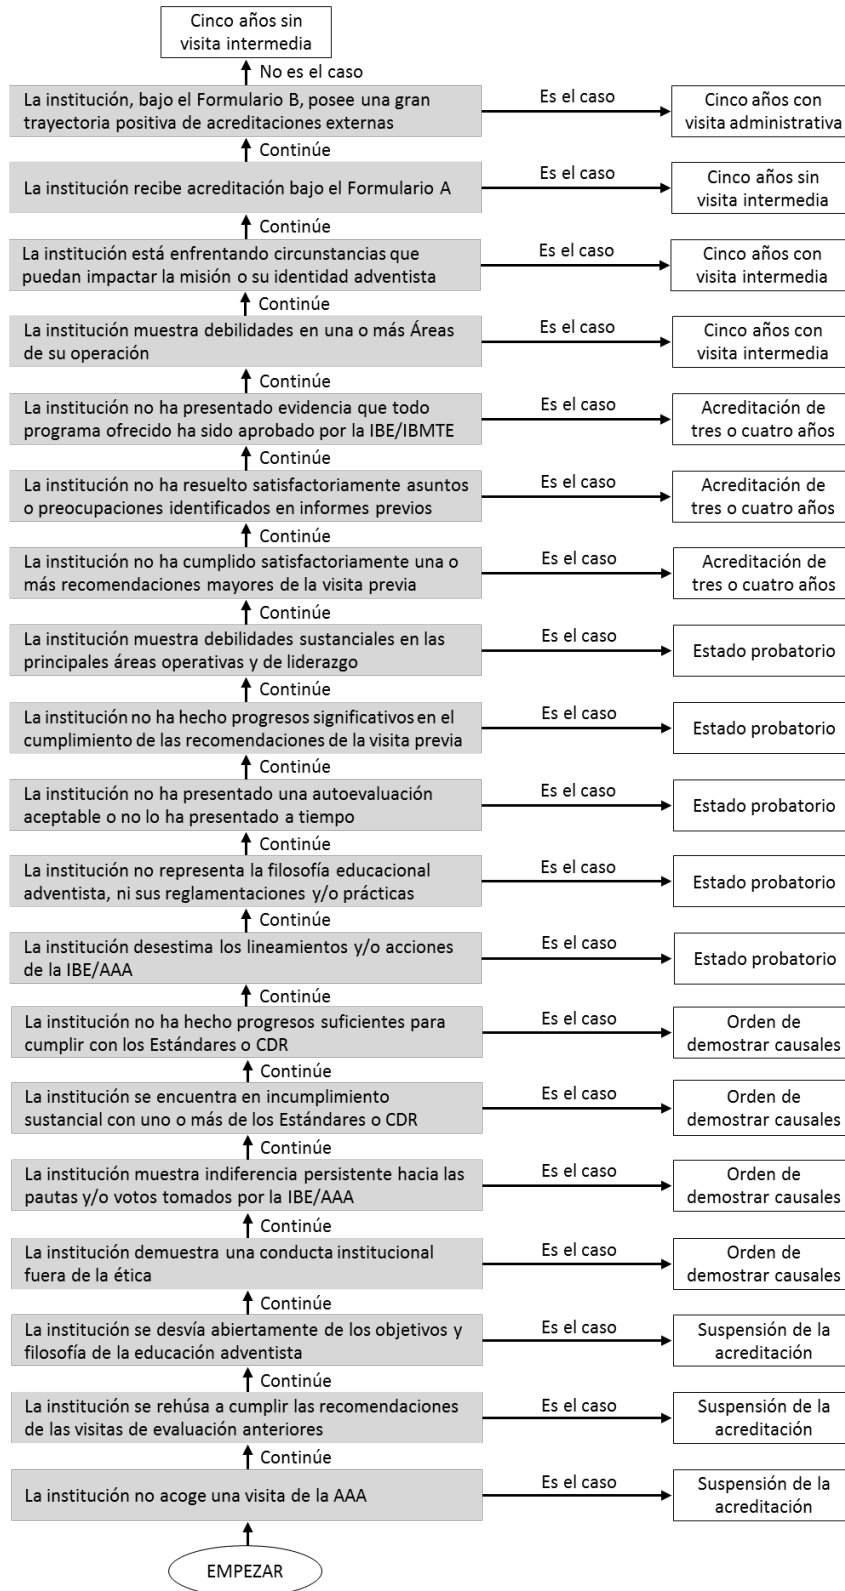 Cinco años sin
visita intermedia
No es el caso
La institución, bajo el Formulario B, posee una gran
trayectoria positiva de acreditaciones externas
Es el caso
Cinco años con
visita administrativa
Continúe
La institución recibe acreditación bajo el Formulario A
Es el caso
Cinco años sin
visita intermedia
Continúe
La institución está enfrentando circunstancias que
puedan impactar la misión o su identidad adventista
Es el caso
Cinco años con
visita intermedia
Continúe
La institución muestra debilidades en una o más Áreas
de su operación
Es el caso
Cinco años con
visita intermedia
Continúe
La institución no ha presentado evidencia que todo
programa ofrecido ha sido aprobado por la IBE/IBMTE
Es el caso
Acreditación de
tres o cuatro años
Continúe
La institución no ha resuelto satisfactoriamente asuntos
o preocupaciones identificados en informes previos
Es el caso
Acreditación de
tres o cuatro años
Continúe
La institución no ha cumplido satisfactoriamente una o
más recomendaciones mayores de la visita previa
Es el caso
Acreditación de
tres o cuatro años
Continúe
La institución muestra debilidades sustanciales en las
principales áreas operativas y de liderazgo
Es el caso
Estado probatorio
Continúe
La institución no ha hecho progresos significativos en el
cumplimiento de las recomendaciones de la visita previa
Es el caso
Estado probatorio
Continúe
La institución no ha presentado una autoevaluación
aceptable o no lo ha presentado a tiempo
Es el caso
Estado probatorio
Continúe
La institución no representa la filosofía educacional
adventista, ni sus reglamentaciones y/o prácticas
Es el caso
Estado probatorio
Continúe
La institución desestima los lineamientos y/o acciones
de la IBE/AAA
Es el caso
Estado probatorio
Continúe
La institución no ha hecho progresos suficientes para
cumplir con los Estándares o CDR
Es el caso
Orden de
demostrar causales
Continúe
La institución se encuentra en incumplimiento
sustancial con uno o más de los Estándares o CDR
Es el caso
Orden de
demostrar causales
Continúe
La institución muestra indiferencia persistente hacia las
pautas y/o votos tomados por la IBE/AAA
Es el caso
Orden de
demostrar causales
Continúe
La institución demuestra una conducta institucional
fuera de la ética
Es el caso
Orden de
demostrar causales
Continúe
La institución se desvía abiertamente de los objetivos y
filosofía de la educación adventista
Es el caso
Suspensión de la
acreditación
Continúe
La institución se rehúsa a cumplir las recomendaciones
de las visitas de evaluación anteriores
Es el caso
Suspensión de la
acreditación
Continúe
La institución no acoge una visita de la AAA
Es el caso
Suspensión de la
acreditación
EMPEZAR